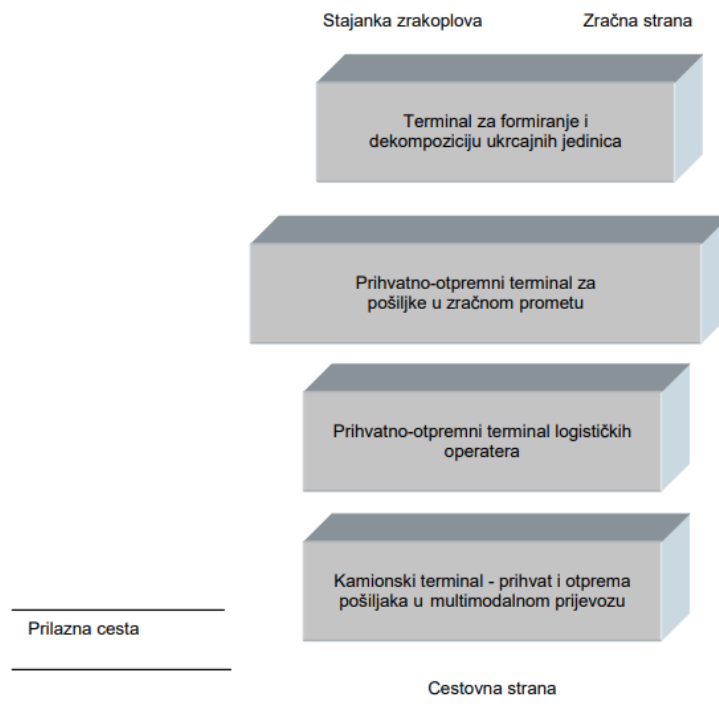 Stajanka zrakoplova
Zračna strana
Terminal za formiranje i
dekompoziciju ukrcajnih jedinica
Prihvatno-otpremni terminal za
pošiljke u zračnom prometu
Prihvatno-otpremni terminal logističkih
operatera
Kamionski terminal - prihvat i otprema
pošiljaka u multimodalnom prijevozu
Prilazna cesta
Cestovna strana